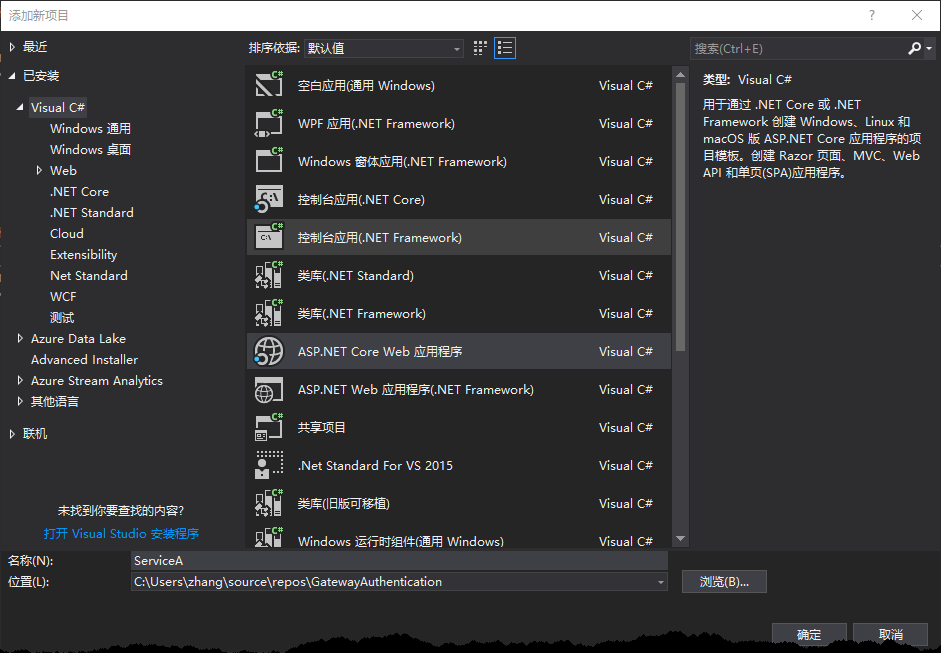 添加新项目
?
最近
已安装
Visual C#
Windows 通用
Windows 桌面
Web
.NET Core
.NET Standard
Cloud
Extensibility
Net Standard
WCF
测试
Azure Data Lake
Advanced Installer
Azure Stream Analytics
其他语言
联机
未找到你要查找的内容?
打开 Visual Studio 安装程序
排序依据: 默认值
C# 空白应用(通用 Windows) Visual C#
C# WPF 应用(.NET Framework) Visual C#
C# Windows 窗体应用(.NET Framework) Visual C#
C:\ 控制台应用(.NET Core) Visual C#
C# C:\ 控制台应用(.NET Framework) Visual C#
C# 类库(.NET Standard) Visual C#
C# 类库(.NET Framework) Visual C#
ASP.NET Core Web 应用程序 Visual C#
ASP.NET Web 应用程序(.NET Framework) Visual C#
C# 共享项目 Visual C#
.Net Standard For VS 2015 Visual C#
C# 类库(旧版可移植) Visual C#
C# Windows 运行时组件(通用 Windows) Visual C#
搜索(Ctrl+E)
类型: Visual C#
用于通过 .NET Core 或 .NET
Framework 创建 Windows、Linux 和
macOS 版 ASP.NET Core 应用程序的项
目模板。创建 Razor 页面、MVC、Web
API 和单页(SPA)应用程序。
名称(N): ServiceA
位置(L): C:\Users\zhang\source\repos\GatewayAuthentication
浏览(B)...
确定
取消